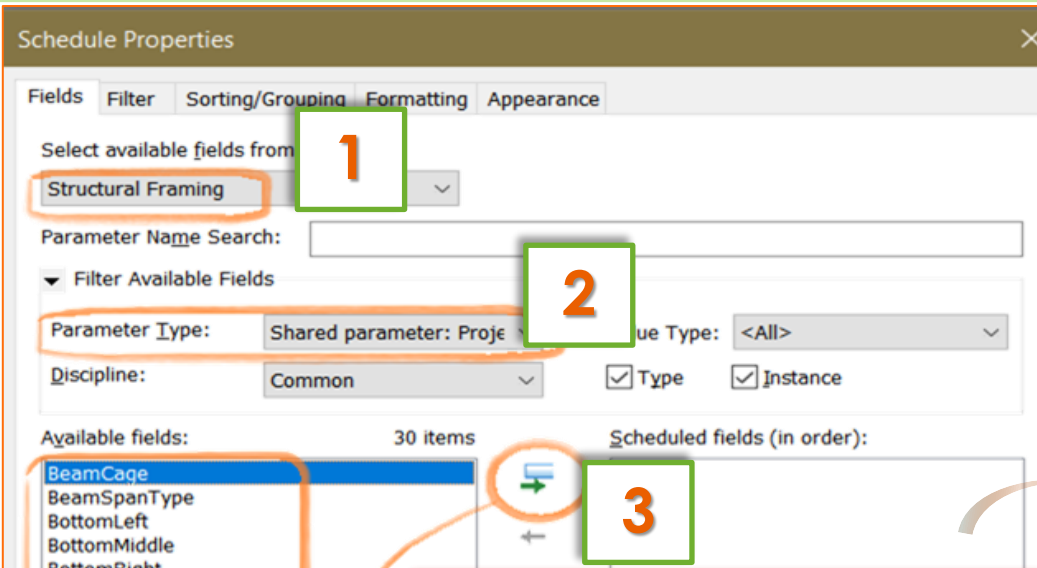 Schedule Properties
Fields Filter Sorting/Grouping Formatting Appearance
Select available fields from
1
Structural Framing
Parameter Name Search:
Filter Available Fields
2
Parameter Type: Shared parameter: Proje ue Type: <All>
Discipline: Common Type Instance
Available fields: 30 items Scheduled fields (in order):
BeamCage
BeamSpanType
3
BottomLeft
BottomMiddle
BottomRight